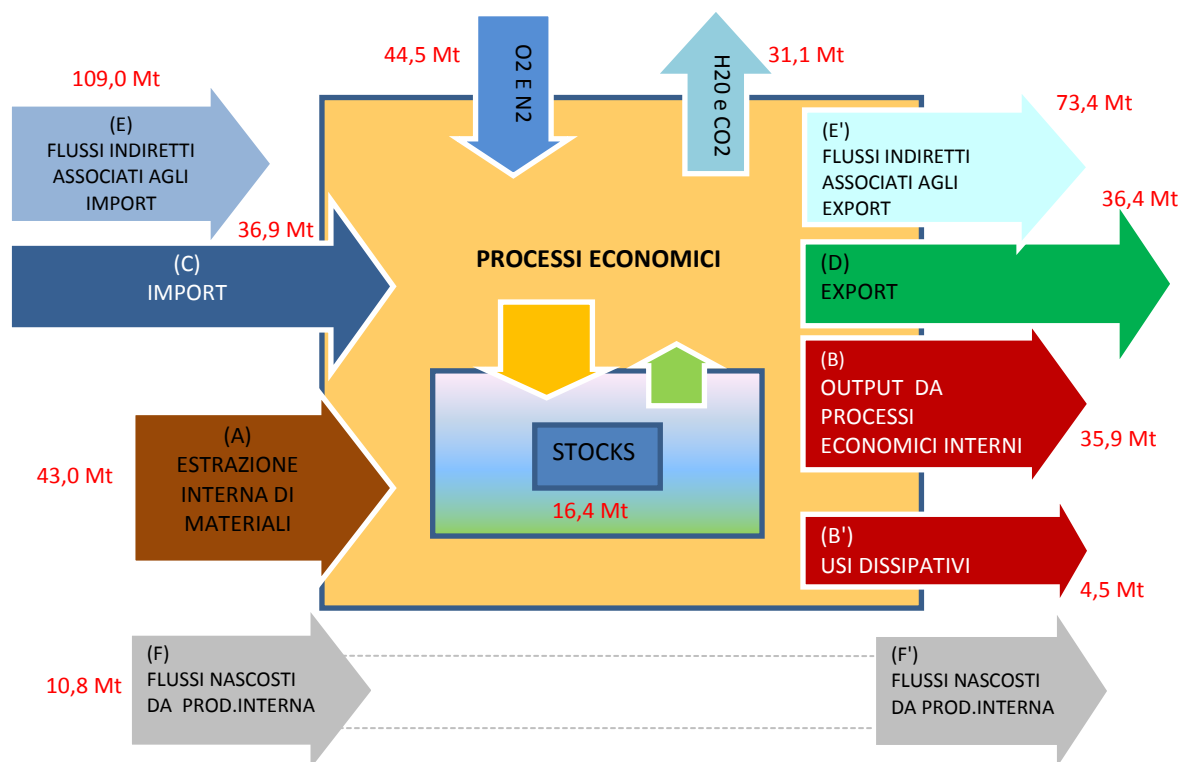 44,5 Mt
O2 E N2
H20 e CO2
31,1 Mt
109,0 Mt
(E)
FLUSSI INDIRETTI
ASSOCIATI AGLI
IMPORT
73,4 Mt
(E')
FLUSSI INDIRETTI
ASSOCIATI AGLI
EXPORT
36,9 Mt
(C)
IMPORT
PROCESSI ECONOMICI
36,4 Mt
(D)
EXPORT
(B)
OUTPUT DA
PROCESSI
ECONOMICI INTERNI
35,9 Mt
43,0 Mt
(A)
ESTRAZIONE
INTERNA DI
MATERIALI
STOCKS
16,4 Mt
(B')
USI DISSIPATIVI
4,5 Mt
10,8 Mt
(F)
FLUSSI NASCOSTI
DA PROD.INTERNA
(F')
FLUSSI NASCOSTI
DA PROD.INTERNA